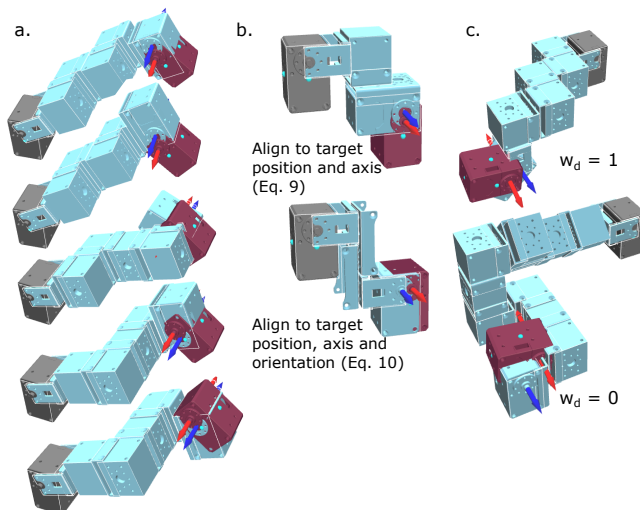 a.
b.
c.
Align to target
position and axis
(Eq. 9)
w_d = 1
Align to target
position, axis and
orientation (Eq. 10)
w_d = 0